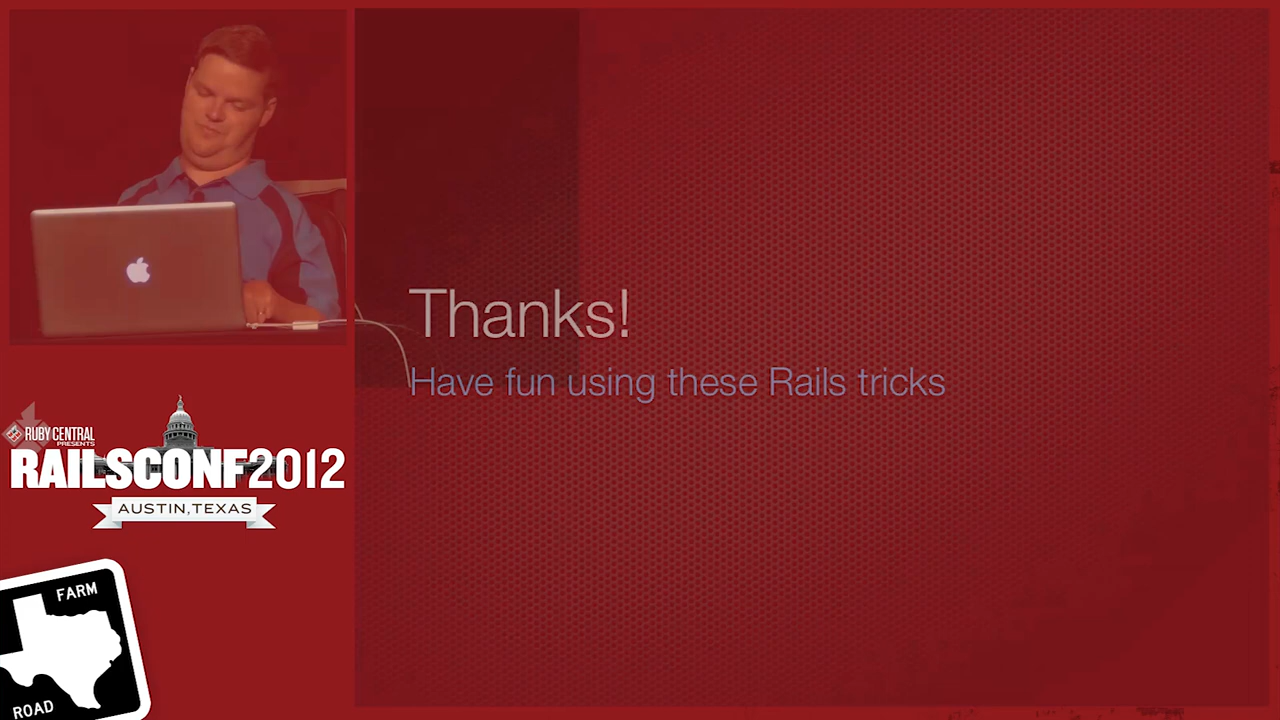 Thanks!
Have fun using these Rails tricks
RUBY CENTRAL
PRESENTS
RAILSCONF2012
AUSTIN, TEXAS
FARM
ROAD